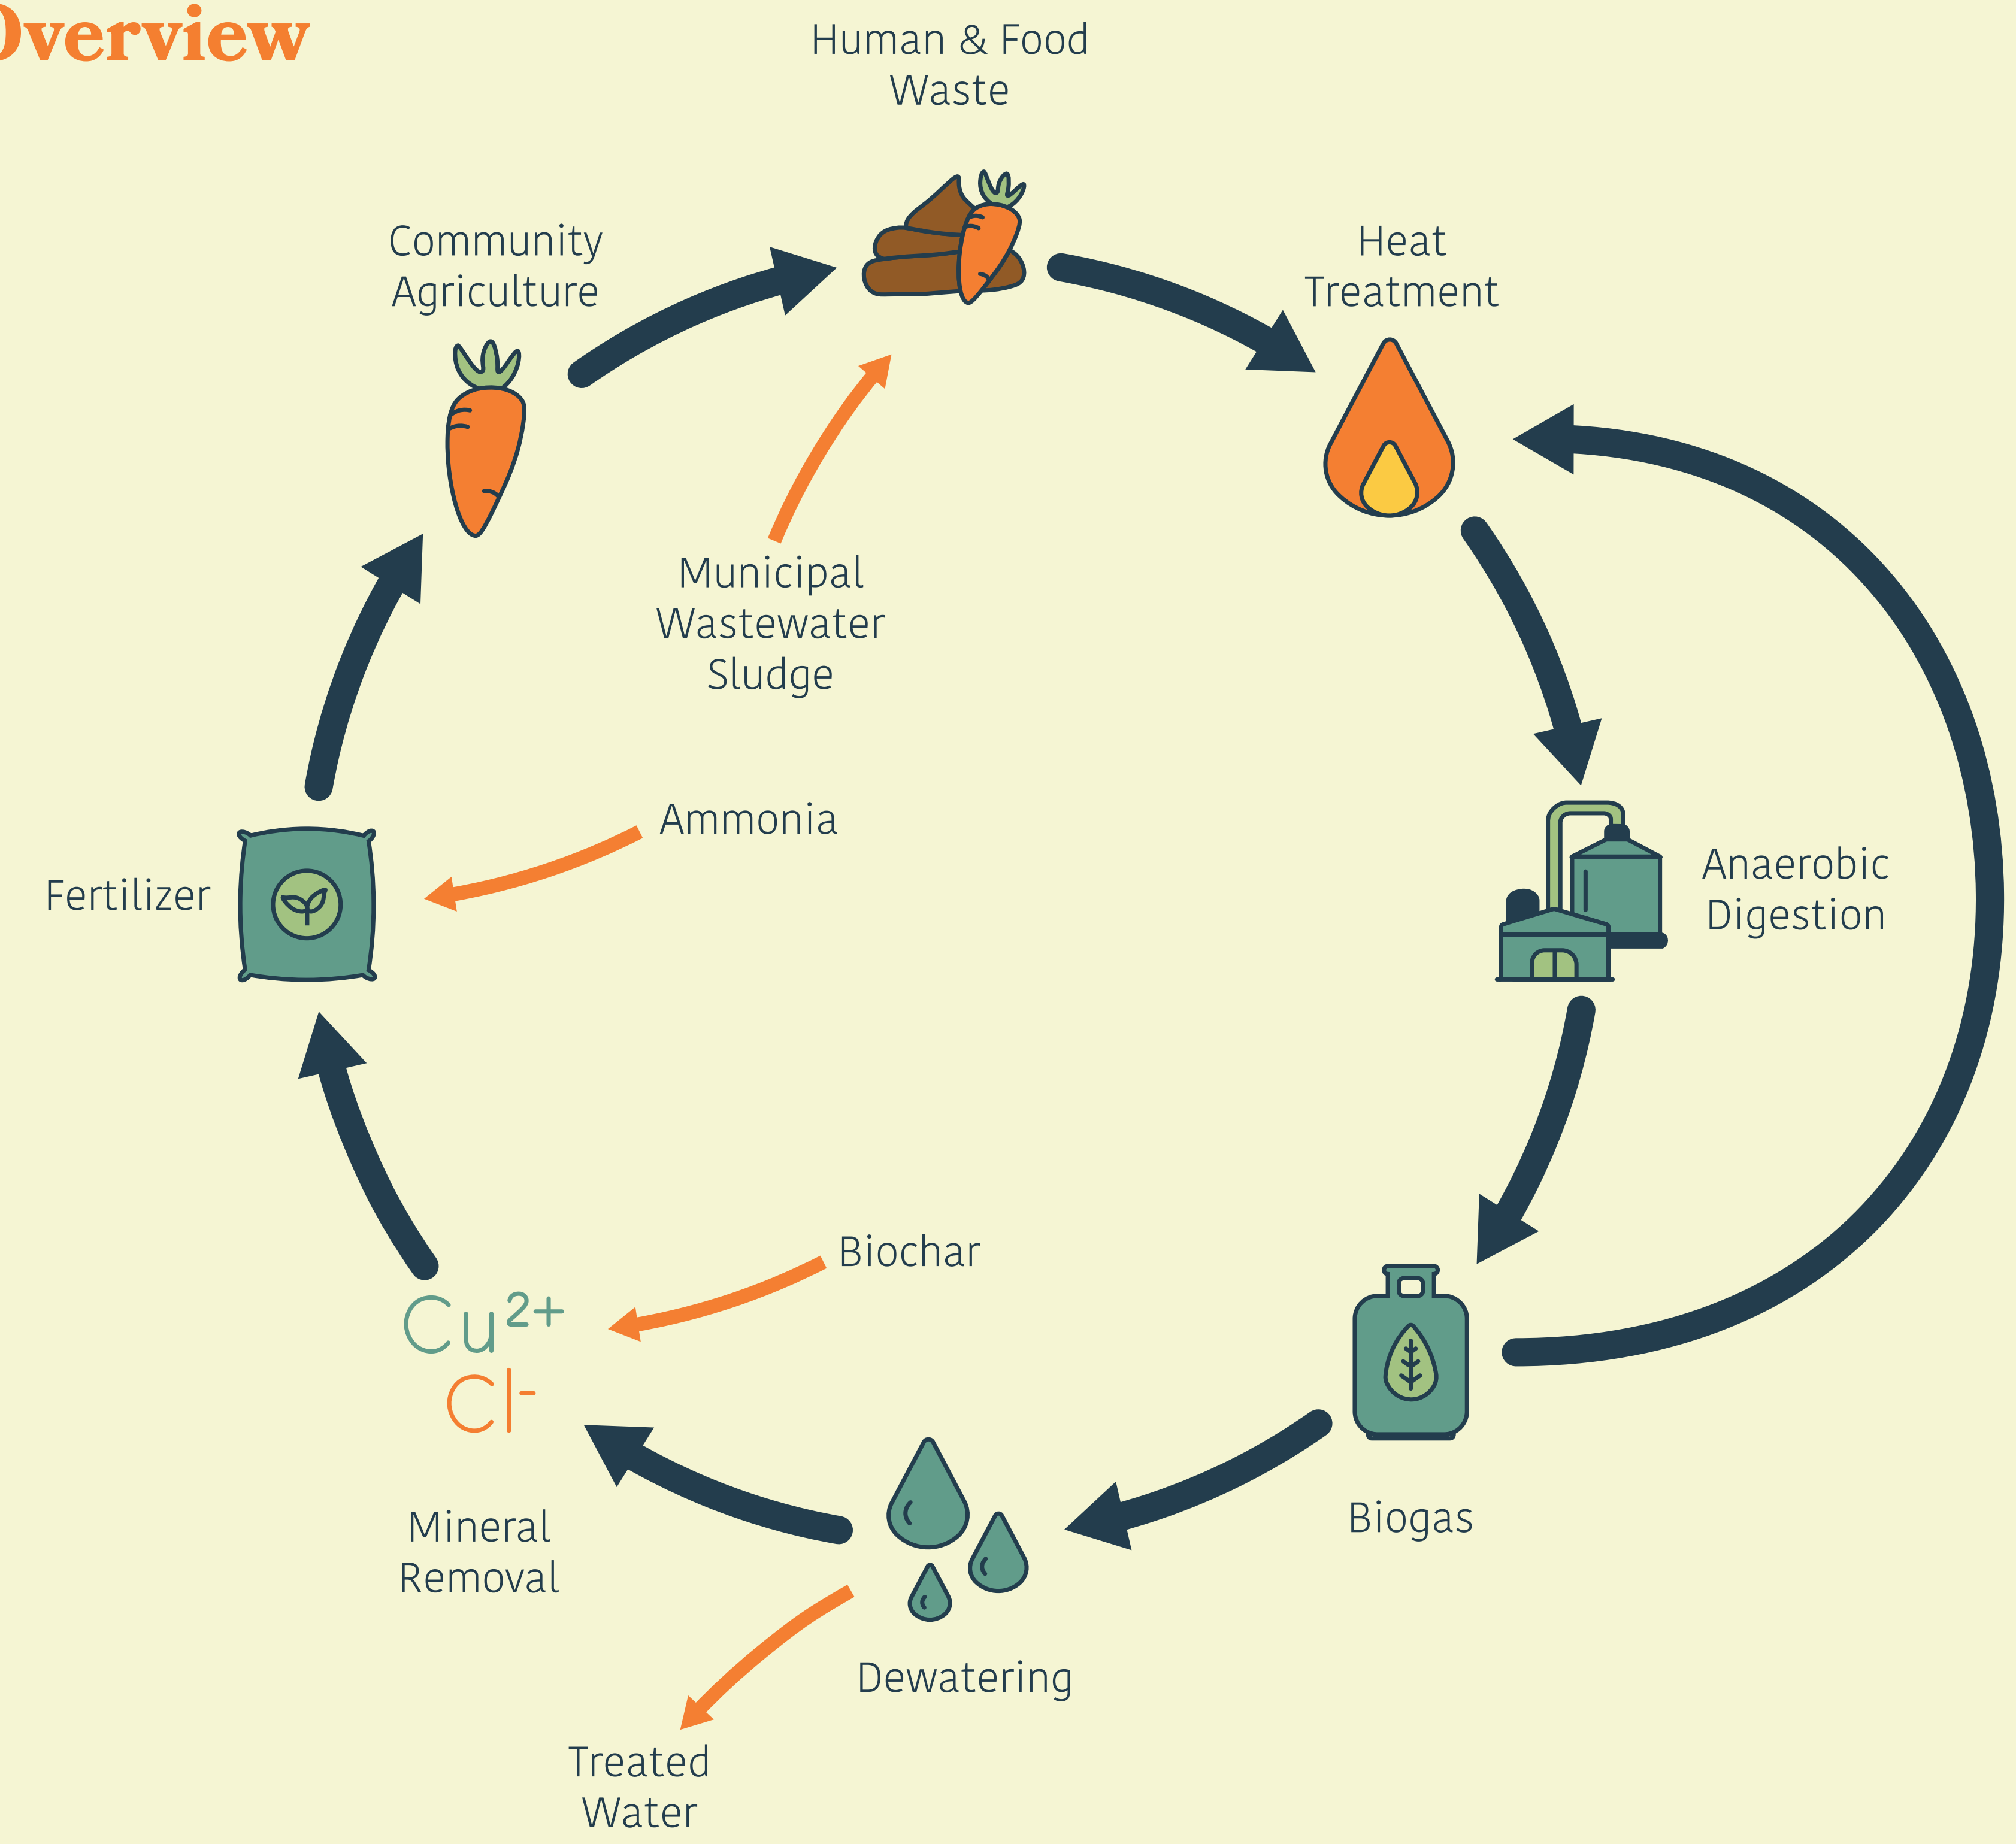 Overview
Human & Food
Waste
Community
Agriculture
Heat
Treatment
Municipal
Wastewater
Sludge
Ammonia
Fertilizer
Anaerobic
Digestion
Biochar
Cu²⁺
Cl⁻
Mineral
Removal
Biogas
Dewatering
Treated
Water